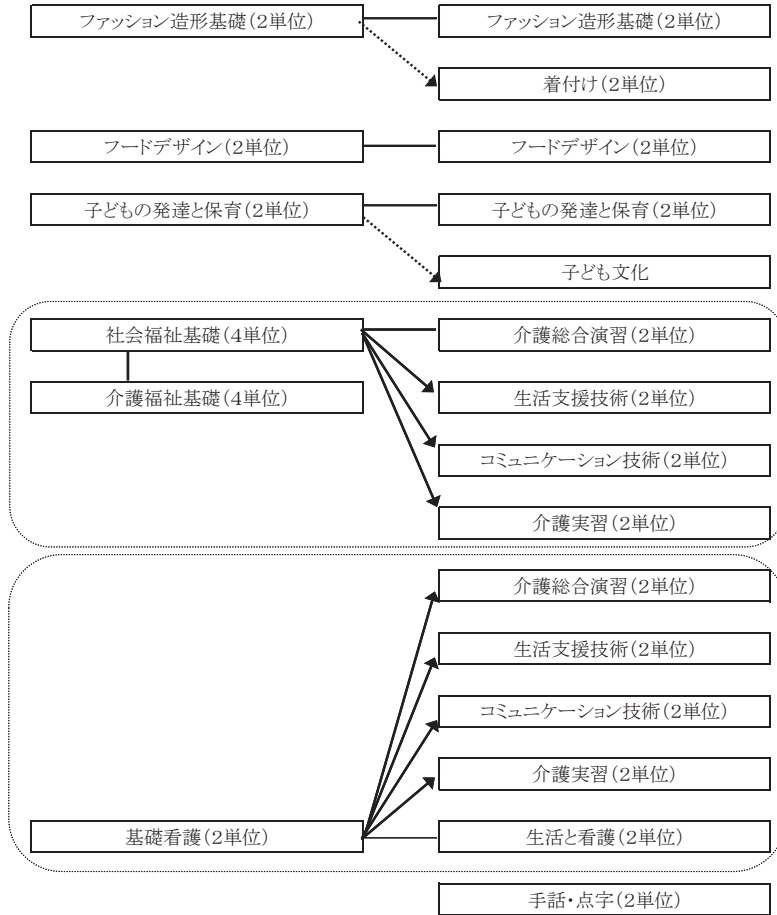 ファッション造形基礎(2単位)
ファッション造形基礎(2単位)
着付け(2単位)
フードデザイン(2単位)
フードデザイン(2単位)
子どもの発達と保育(2単位)
子どもの発達と保育(2単位)
子ども文化
社会福祉基礎(4単位)
介護総合演習(2単位)
介護福祉基礎(4単位)
生活支援技術(2単位)
コミュニケーション技術(2単位)
介護実習(2単位)
介護総合演習(2単位)
生活支援技術(2単位)
コミュニケーション技術(2単位)
介護実習(2単位)
基礎看護(2単位)
生活と看護(2単位)
手話・点字(2単位)